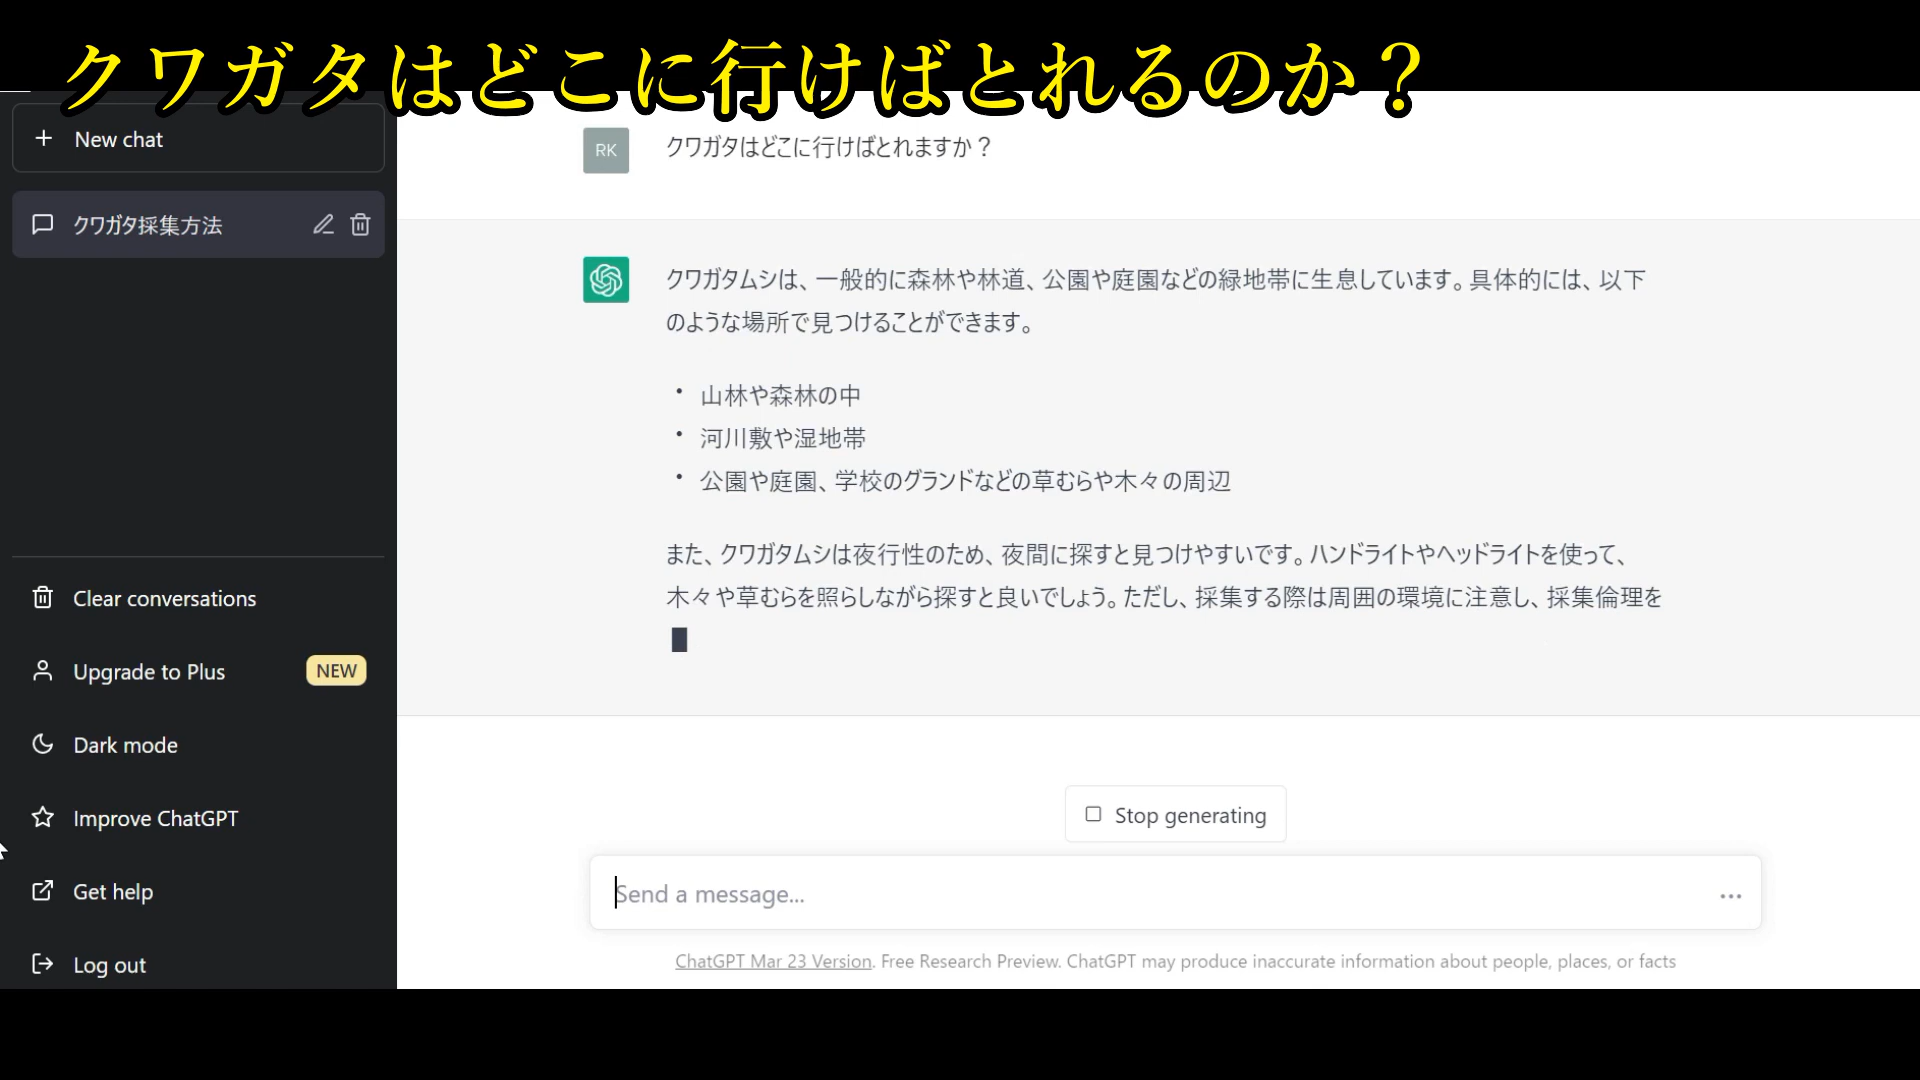 クワガタはどこに行けばとれるのか？
New chat
クワガタ採集方法
Clear conversations
Upgrade to Plus NEW
Dark mode
Improve ChatGPT
Get help
Log out
RK クワガタはどこに行けばとれますか？
クワガタムシは、一般的に森林や林道、公園や庭園などの緑地帯に生息しています。具体的には、以下
のような場所で見つけることができます。
• 山林や森林の中
• 河川敷や湿地帯
• 公園や庭園、学校のグランドなどの草むらや木々の周辺
また、クワガタムシは夜行性のため、夜間に探すと見つけやすいです。ハンドライトやヘッドライトを使って、
木々や草むらを照らしながら探すと良いでしょう。ただし、採集する際は周囲の環境に注意し、採集倫理を
Stop generating
Send a message...
ChatGPT Mar 23 Version. Free Research Preview. ChatGPT may produce inaccurate information about people, places, or facts